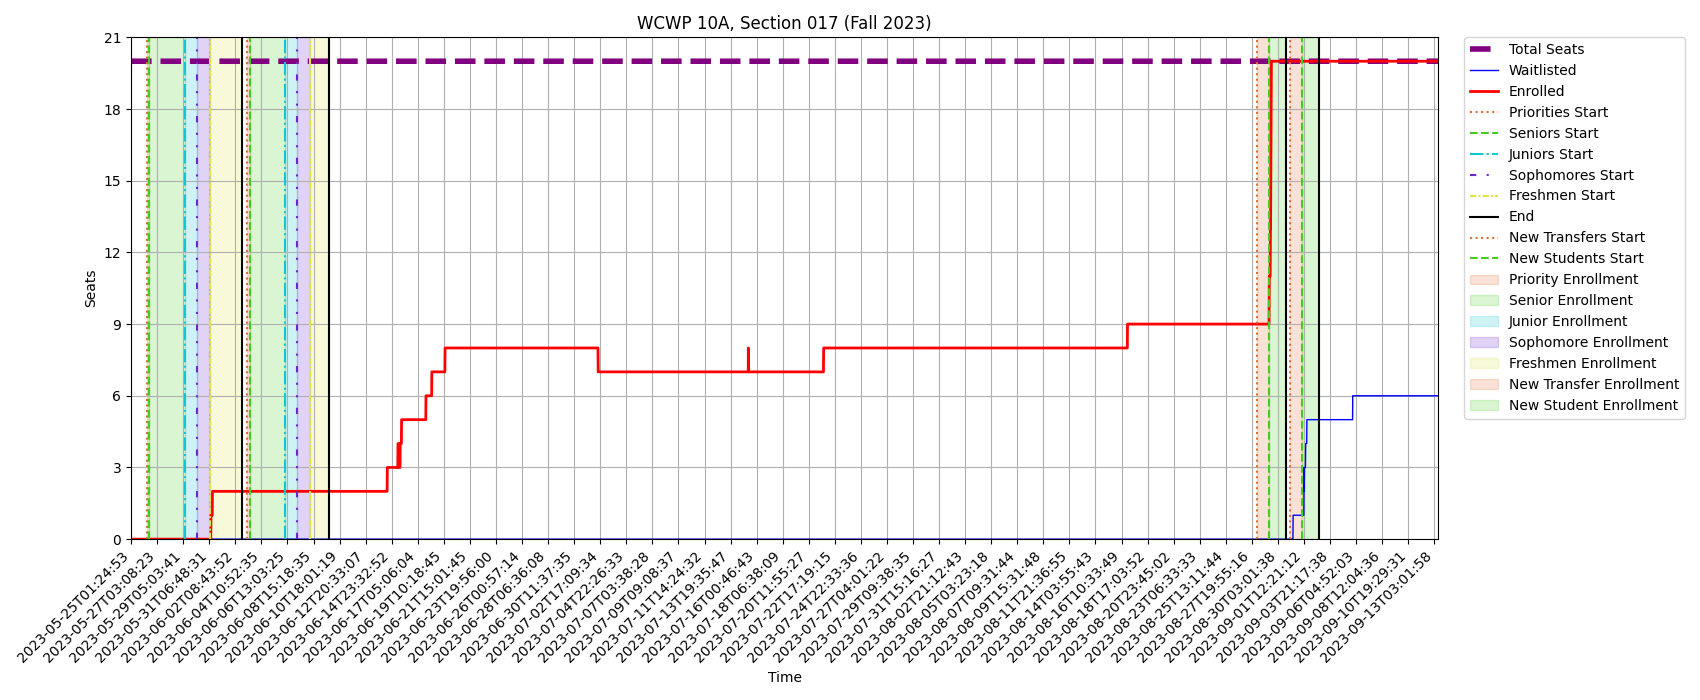 WCWP 10A, Section 017 (Fall 2023)
Seats
21
18
15
12
9
6
3
0
2023-05-25T01:24:53
2023-05-27T03:08:23
2023-05-29T05:03:41
2023-05-31T06:48:31
2023-06-02T08:43:52
2023-06-04T10:52:35
2023-06-06T13:03:25
2023-06-08T15:18:35
2023-06-10T18:01:19
2023-06-12T20:33:07
2023-06-14T23:32:52
2023-06-17T05:06:04
2023-06-19T10:18:45
2023-06-21T15:01:45
2023-06-23T19:56:00
2023-06-26T00:57:14
2023-06-28T06:36:08
2023-06-30T11:37:35
2023-07-02T17:09:34
2023-07-04T22:26:33
2023-07-07T03:38:28
2023-07-09T09:08:37
2023-07-11T14:24:32
2023-07-13T19:35:47
2023-07-16T00:46:43
2023-07-18T06:38:09
2023-07-20T11:55:27
2023-07-22T17:19:15
2023-07-24T22:33:36
2023-07-27T04:01:22
2023-07-29T09:38:35
2023-07-31T15:16:27
2023-08-02T21:12:43
2023-08-05T03:23:18
2023-08-07T09:31:44
2023-08-09T15:31:48
2023-08-11T21:36:55
2023-08-14T03:55:43
2023-08-16T10:33:49
2023-08-18T17:03:52
2023-08-20T23:45:02
2023-08-23T06:33:33
2023-08-25T13:11:44
2023-08-27T19:55:16
2023-08-30T03:01:38
2023-09-01T12:21:12
2023-09-03T21:17:38
2023-09-06T04:52:03
2023-09-08T12:04:36
2023-09-10T19:29:31
2023-09-13T03:01:58
Time
Total Seats
Waitlisted
Enrolled
Priorities Start
Seniors Start
Juniors Start
Sophomores Start
Freshmen Start
End
New Transfers Start
New Students Start
Priority Enrollment
Senior Enrollment
Junior Enrollment
Sophomore Enrollment
Freshmen Enrollment
New Transfer Enrollment
New Student Enrollment